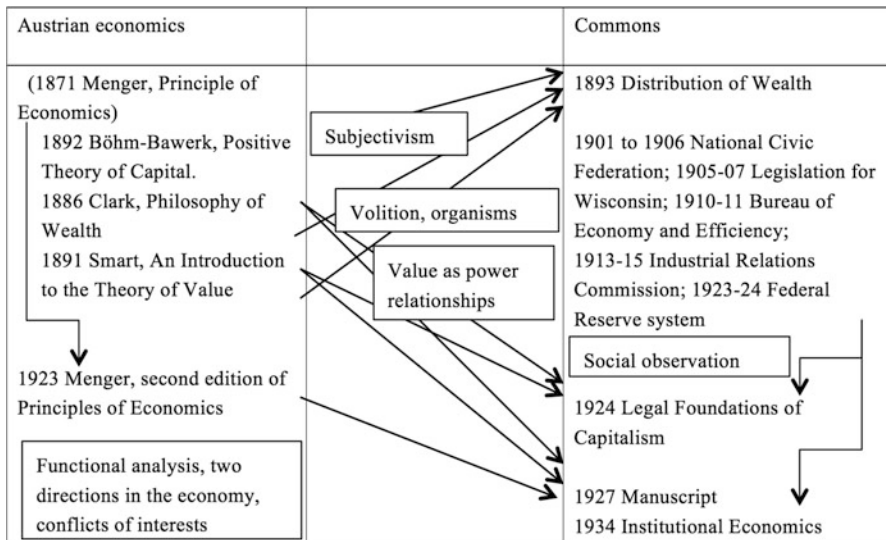 Austrian economics
Commons
(1871 Menger, Principle of
Economics)
1892 Böhm-Bawerk, Positive
Theory of Capital.
1886 Clark, Philosophy of
Wealth
1891 Smart, An Introduction
to the Theory of Value
1923 Menger, second edition of
Principles of Economics
Functional analysis, two
directions in the economy,
conflicts of interests
Subjectivism
Volition, organisms
Value as power
relationships
1893 Distribution of Wealth
1901 to 1906 National Civic
Federation; 1905-07 Legislation for
Wisconsin; 1910-11 Bureau of
Economy and Efficiency;
1913-15 Industrial Relations
Commission; 1923-24 Federal
Reserve system
Social observation
1924 Legal Foundations of
Capitalism
1927 Manuscript
1934 Institutional Economics